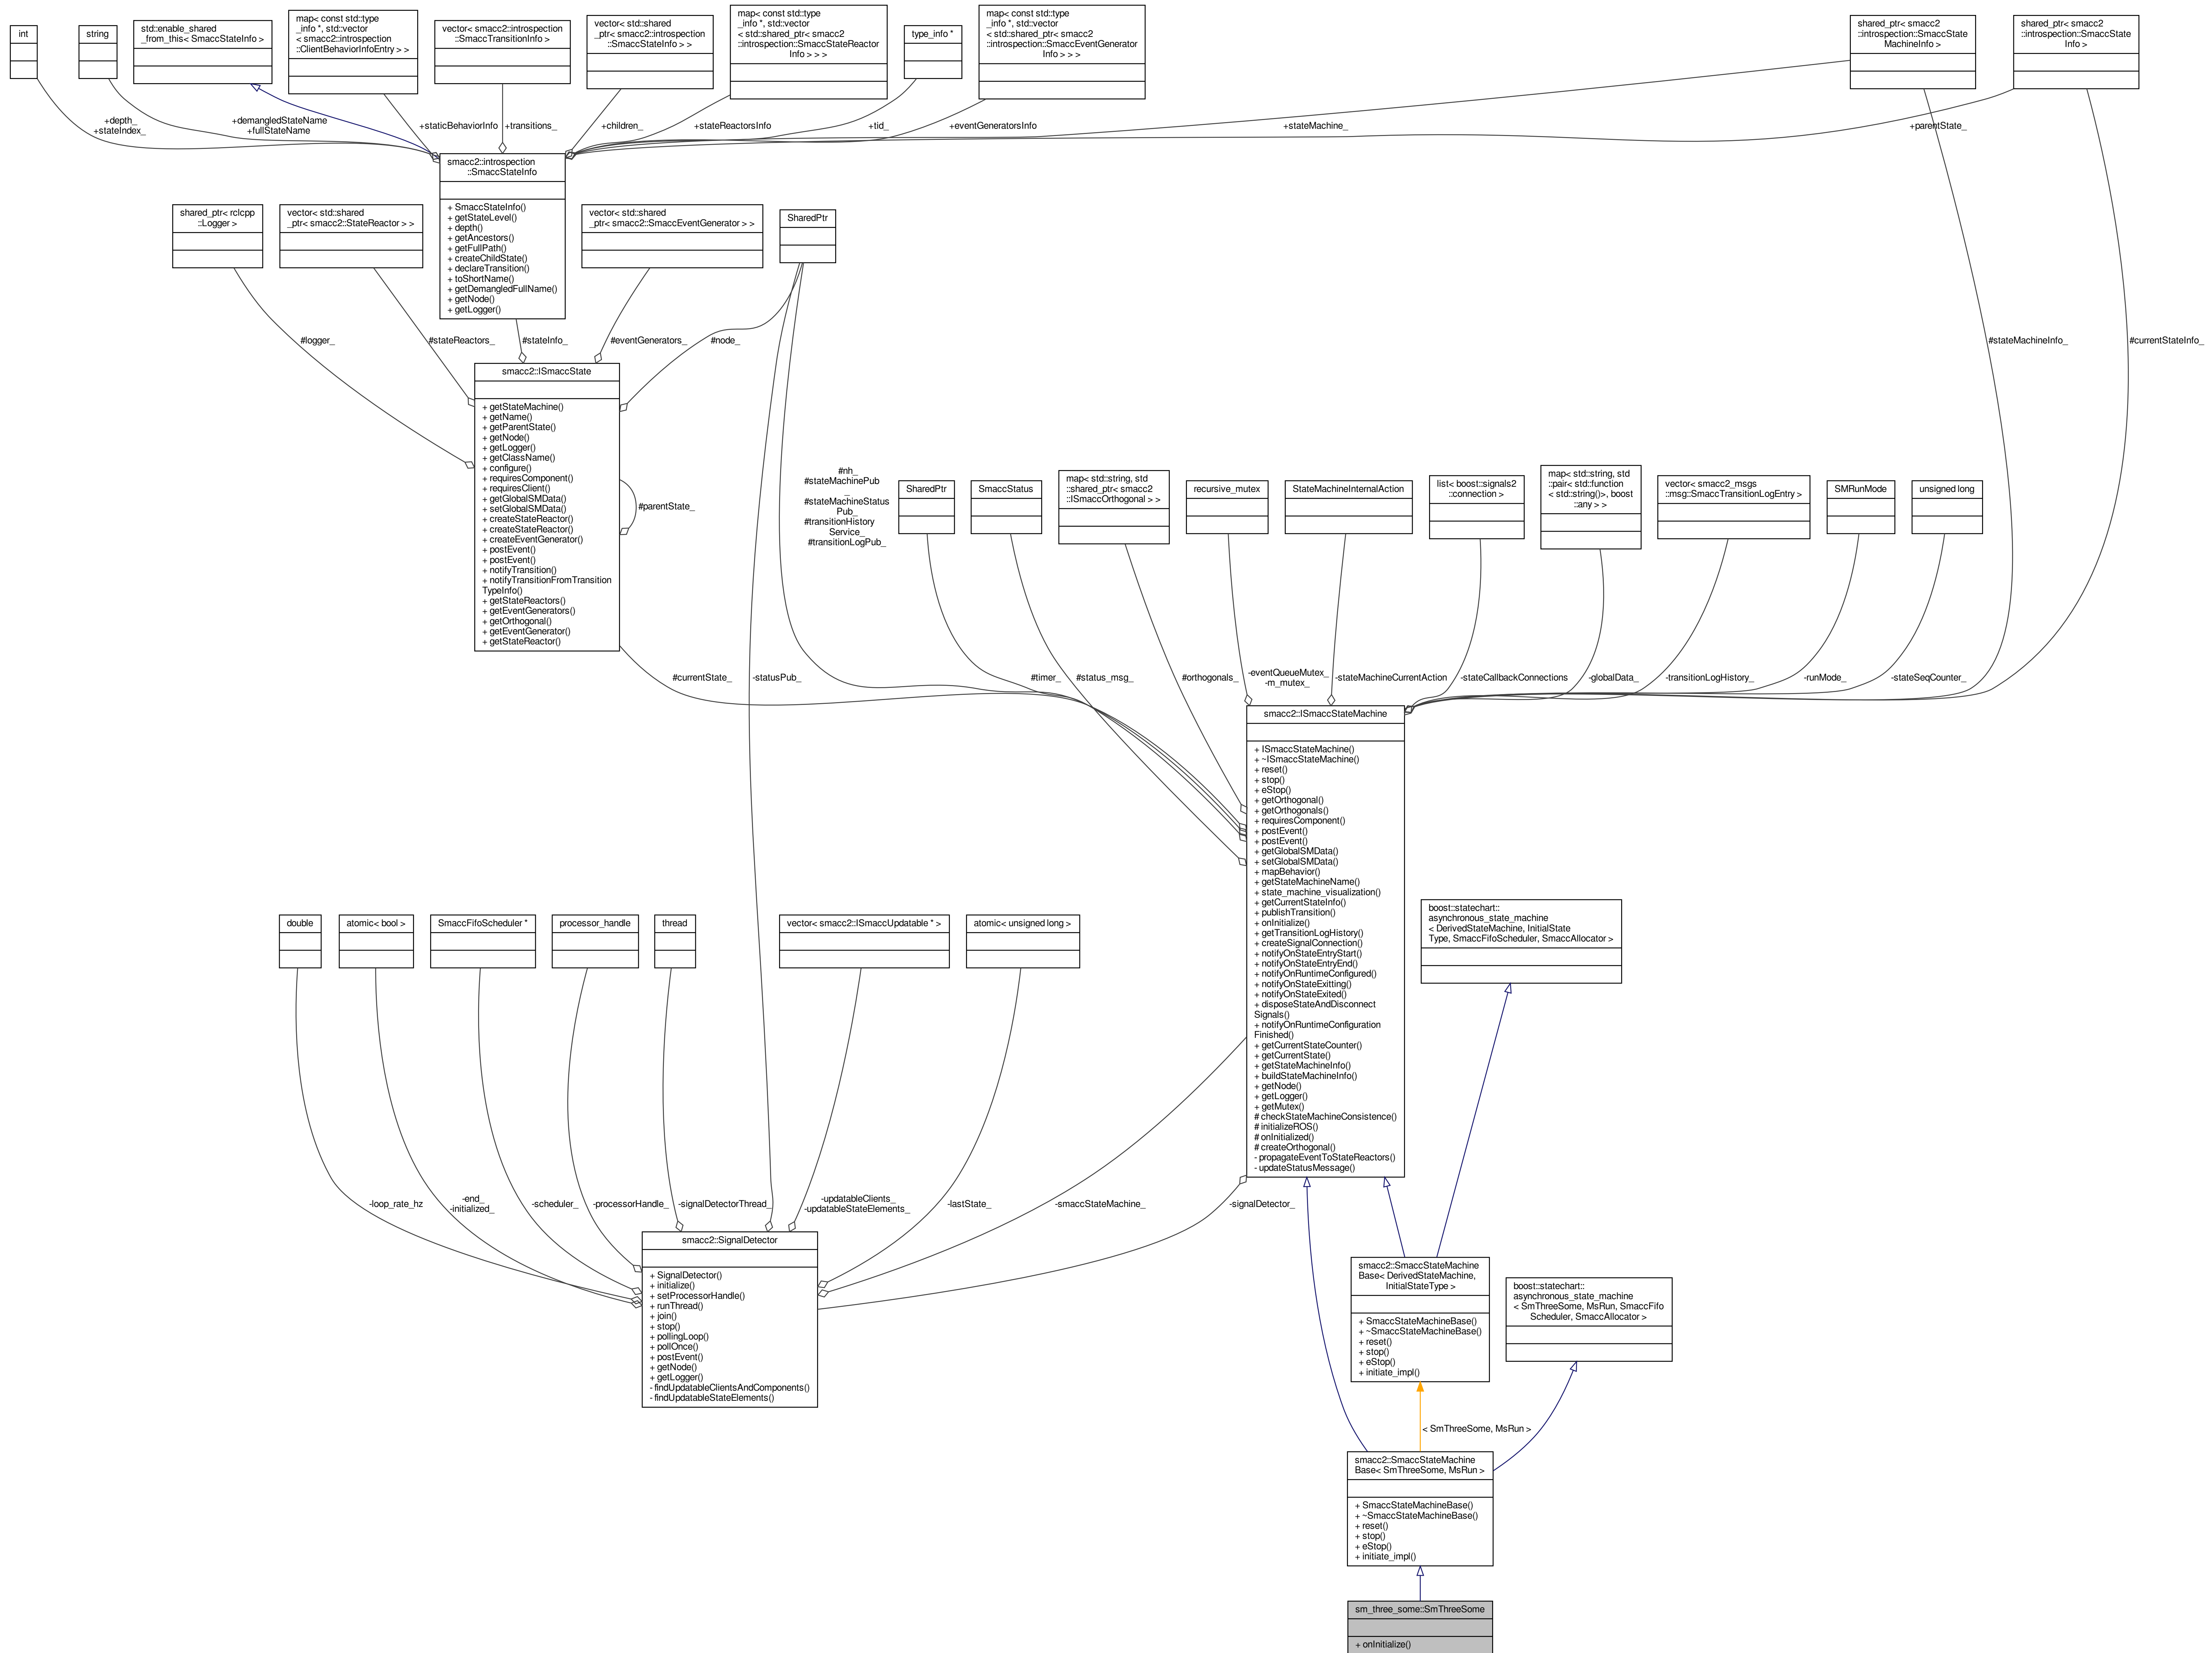 int
string
std::enable_shared
_from_this< SmaccStateInfo >
map< const std::type
_info *, std::vector
< smacc2::introspection
::ClientBehaviorInfoEntry > >
vector< smacc2::introspection
::SmaccTransitionInfo >
vector< std::shared
_ptr< smacc2::introspection
::SmaccStateInfo > >
map< const std::type
_info *, std::vector
< std::shared_ptr< smacc2
::introspection::SmaccStateReactor
Info > > >
type_info *
map< const std::type
_info *, std::vector
< std::shared_ptr< smacc2
::introspection::SmaccEventGenerator
Info > > >
shared_ptr< smacc2
::introspection::SmaccState
MachineInfo >
shared_ptr< smacc2
::introspection::SmaccState
Info >
+depth_
+stateIndex_
+demangledStateName
+fullStateName
+staticBehaviorInfo
+transitions_
+children_
+stateReactorsInfo
+tid_
+eventGeneratorsInfo
+stateMachine_
+parentState_
smacc2::introspection
::SmaccStateInfo
+ SmaccStateInfo()
+ getStateLevel()
+ depth()
+ getAncestors()
+ getFullPath()
+ createChildState()
+ declareTransition()
+ toShortName()
+ getDemangledFullName()
+ getNode()
+ getLogger()
shared_ptr< rclcpp
::Logger >
vector< std::shared
_ptr< smacc2::StateReactor > >
vector< std::shared
_ptr< smacc2::SmaccEventGenerator > >
SharedPtr
#logger_
#stateReactors_
#stateInfo_
#eventGenerators_
#node_
#stateMachineInfo_
#currentStateInfo_
smacc2::ISmaccState
+ getStateMachine()
+ getName()
+ getParentState()
+ getNode()
+ getLogger()
+ getClassName()
+ configure()
+ requiresComponent()
+ requiresClient()
+ getGlobalSMData()
+ setGlobalSMData()
+ createStateReactor()
+ createStateReactor()
+ createEventGenerator()
+ postEvent()
+ postEvent()
+ notifyTransition()
+ notifyTransitionFromTransition
TypeInfo()
+ getStateReactors()
+ getEventGenerators()
+ getOrthogonal()
+ getEventGenerator()
+ getStateReactor()
#parentState_
#nh_
#stateMachinePub
_
#stateMachineStatus
Pub_
#transitionHistory
Service_
#transitionLogPub_
SharedPtr
SmaccStatus
map< std::string, std
::shared_ptr< smacc2
::ISmaccOrthogonal > >
recursive_mutex
StateMachineInternalAction
list< boost::signals2
::connection >
map< std::string, std
::pair< std::function
< std::string()>, boost
::any > >
vector< smacc2_msgs
::msg::SmaccTransitionLogEntry >
SMRunMode
unsigned long
#currentState_
-statusPub_
#timer_
#status_msg_
#orthogonals_
-eventQueueMutex_
-m_mutex_
-stateMachineCurrentAction
-stateCallbackConnections
-globalData_
-transitionLogHistory_
-runMode_
-stateSeqCounter_
smacc2::ISmaccStateMachine
+ ISmaccStateMachine()
+ ~ISmaccStateMachine()
+ reset()
+ stop()
+ eStop()
+ getOrthogonal()
+ getOrthogonals()
+ requiresComponent()
+ postEvent()
+ postEvent()
+ getGlobalSMData()
+ setGlobalSMData()
+ mapBehavior()
+ getStateMachineName()
+ state_machine_visualization()
+ getCurrentStateInfo()
+ publishTransition()
+ onInitialize()
+ getTransitionLogHistory()
+ createSignalConnection()
+ notifyOnStateEntryStart()
+ notifyOnStateEntryEnd()
+ notifyOnRuntimeConfigured()
+ notifyOnStateExitting()
+ notifyOnStateExited()
+ disposeStateAndDisconnect
Signals()
+ notifyOnRuntimeConfiguration
Finished()
+ getCurrentStateCounter()
+ getCurrentState()
+ getStateMachineInfo()
+ buildStateMachineInfo()
+ getNode()
+ getLogger()
+ getMutex()
# checkStateMachineConsistence()
# initializeROS()
# onInitialized()
# createOrthogonal()
- propagateEventToStateReactors()
- updateStatusMessage()
double
atomic< bool >
SmaccFifoScheduler *
processor_handle
thread
vector< smacc2::ISmaccUpdatable * >
atomic< unsigned long >
boost::statechart::
asynchronous_state_machine
< DerivedStateMachine, InitialState
Type, SmaccFifoScheduler, SmaccAllocator >
-loop_rate_hz
-end_
-initialized_
-scheduler_
-processorHandle_
-signalDetectorThread_
-updatableClients_
-updatableStateElements_
-lastState_
-smaccStateMachine_
-signalDetector_
smacc2::SignalDetector
+ SignalDetector()
+ initialize()
+ setProcessorHandle()
+ runThread()
+ join()
+ stop()
+ pollingLoop()
+ pollOnce()
+ postEvent()
+ getNode()
+ getLogger()
- findUpdatableClientsAndComponents()
- findUpdatableStateElements()
smacc2::SmaccStateMachine
Base< DerivedStateMachine,
InitialStateType >
+ SmaccStateMachineBase()
+ ~SmaccStateMachineBase()
+ reset()
+ stop()
+ eStop()
+ initiate_impl()
boost::statechart::
asynchronous_state_machine
< SmThreeSome, MsRun, SmaccFifo
Scheduler, SmaccAllocator >
< SmThreeSome, MsRun >
smacc2::SmaccStateMachine
Base< SmThreeSome, MsRun >
+ SmaccStateMachineBase()
+ ~SmaccStateMachineBase()
+ reset()
+ stop()
+ eStop()
+ initiate_impl()
sm_three_some::SmThreeSome
+ onInitialize()